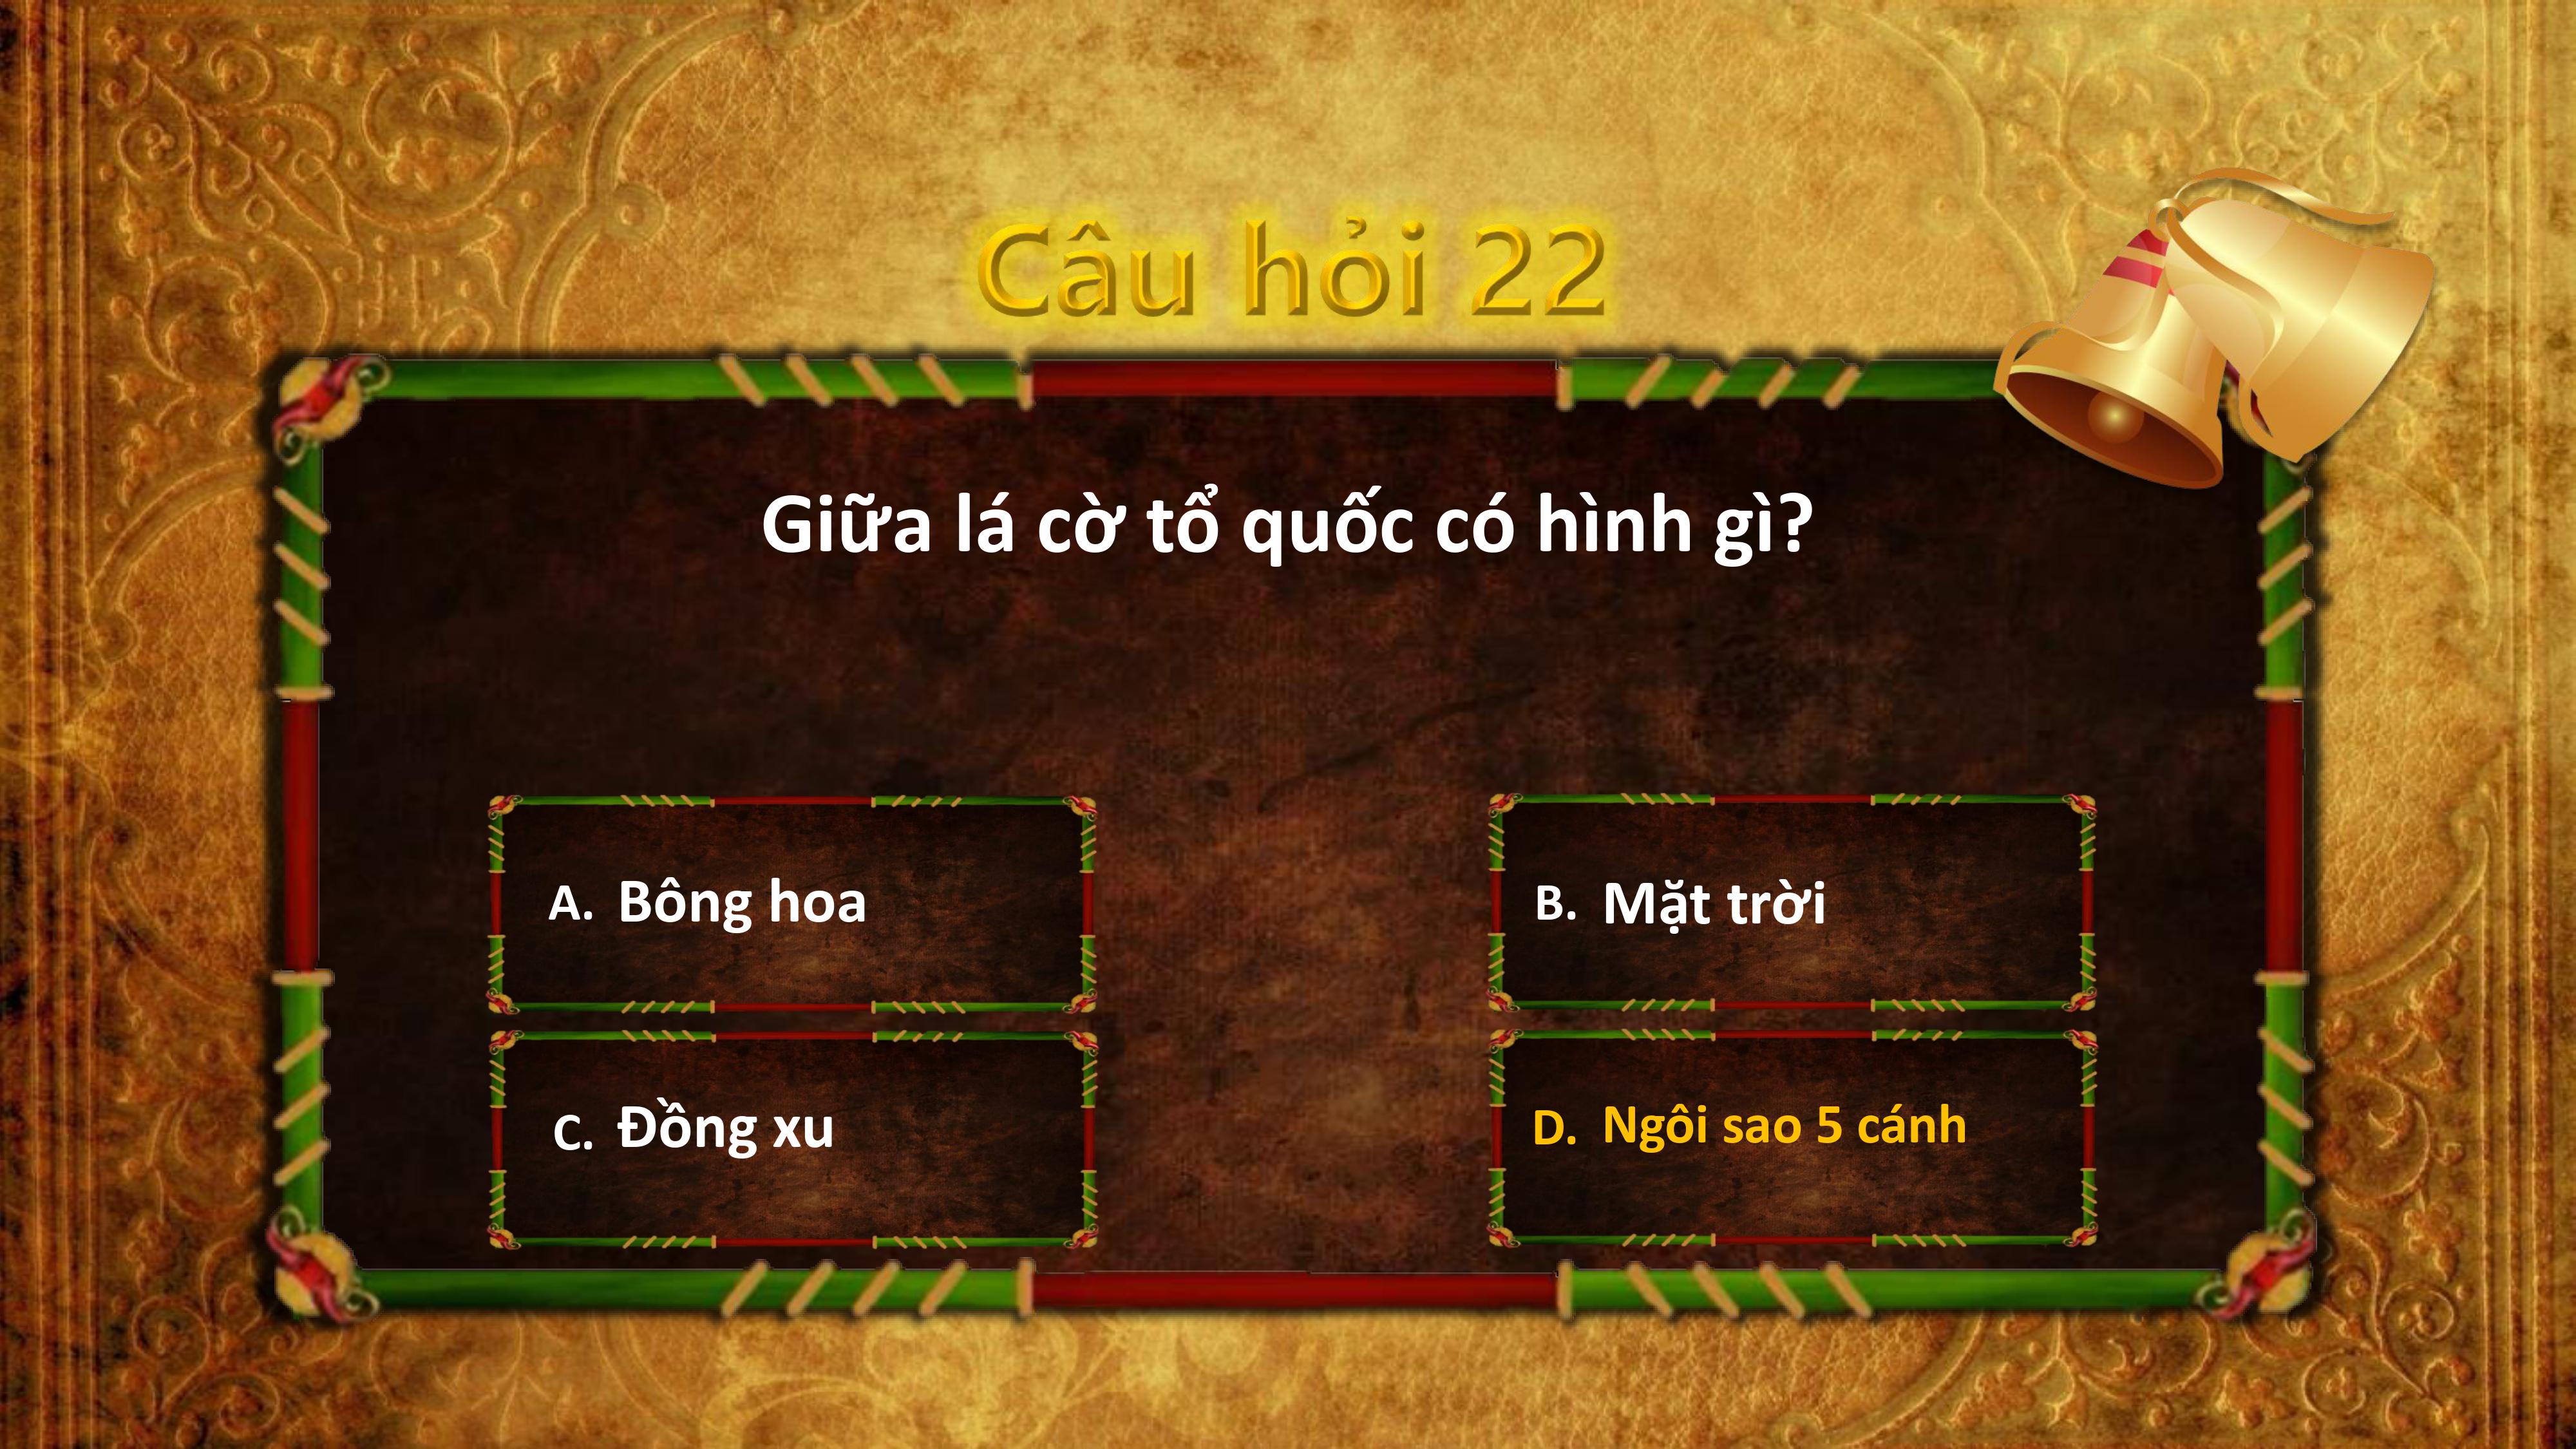 Câu hỏi 22
Giữa lá cờ tổ quốc có hình gì?
A. Bông hoa
B. Mặt trời
C. Đồng xu
D. Ngôi sao 5 cánh